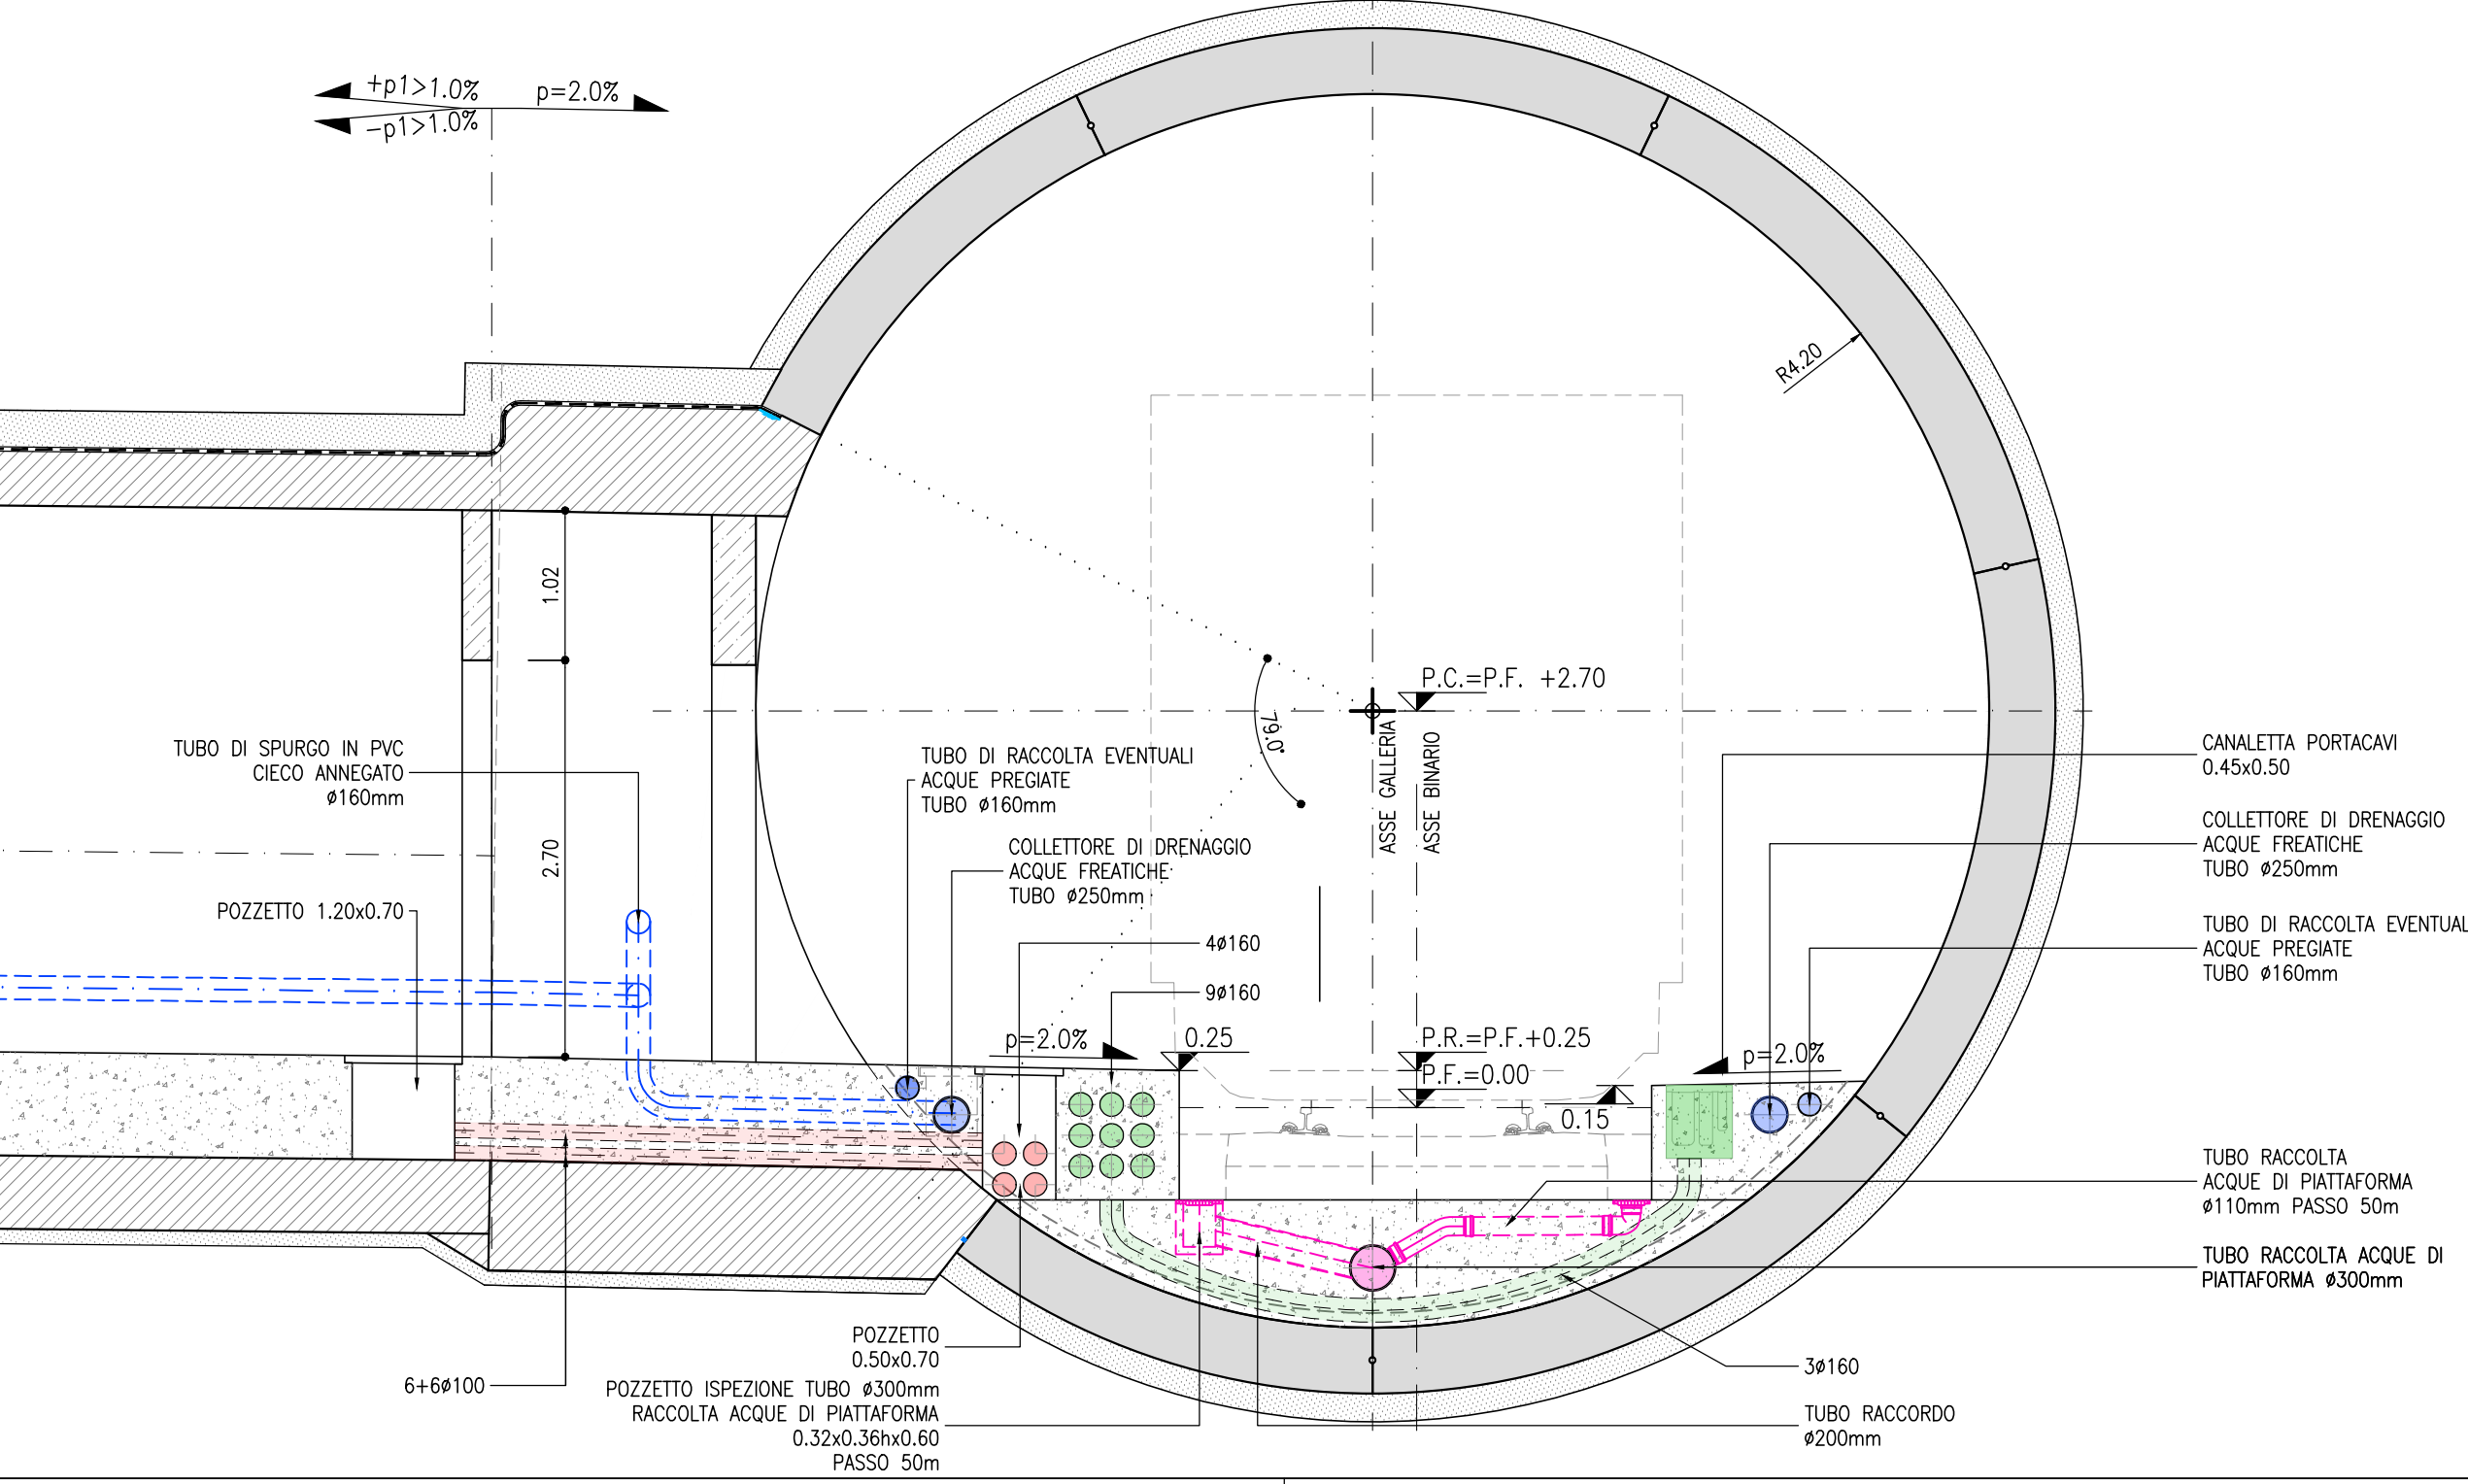 +p1>1.0%
p=2.0%
-p1>1.0%
R4.20
1.02
P.C.=P.F. +2.70
79.0°
ASSE GALLERIA
ASSE BINARIO
TUBO DI SPURGO IN PVC
CIECO ANNEGATO
ø160mm
TUBO DI RACCOLTA EVENTUALI
ACQUE PREGIATE
TUBO ø160mm
CANALETTA PORTACAVI
0.45x0.50
2.70
COLLETTORE DI DRENAGGIO
ACQUE FREATICHE
TUBO ø250mm
COLLETTORE DI DRENAGGIO
ACQUE FREATICHE
TUBO ø250mm
POZZETTO 1.20x0.70
4ø160
TUBO DI RACCOLTA EVENTUAL
ACQUE PREGIATE
TUBO ø160mm
9ø160
p=2.0%
0.25
P.R.=P.F.+0.25
p=2.0%
P.F.=0.00
0.15
TUBO RACCOLTA
ACQUE DI PIATTAFORMA
ø110mm PASSO 50m
TUBO RACCOLTA ACQUE DI
PIATTAFORMA ø300mm
POZZETTO
0.50x0.70
3ø160
6+6ø100
POZZETTO ISPEZIONE TUBO ø300mm
RACCOLTA ACQUE DI PIATTAFORMA
0.32x0.36hx0.60
PASSO 50m
TUBO RACCORDO
ø200mm